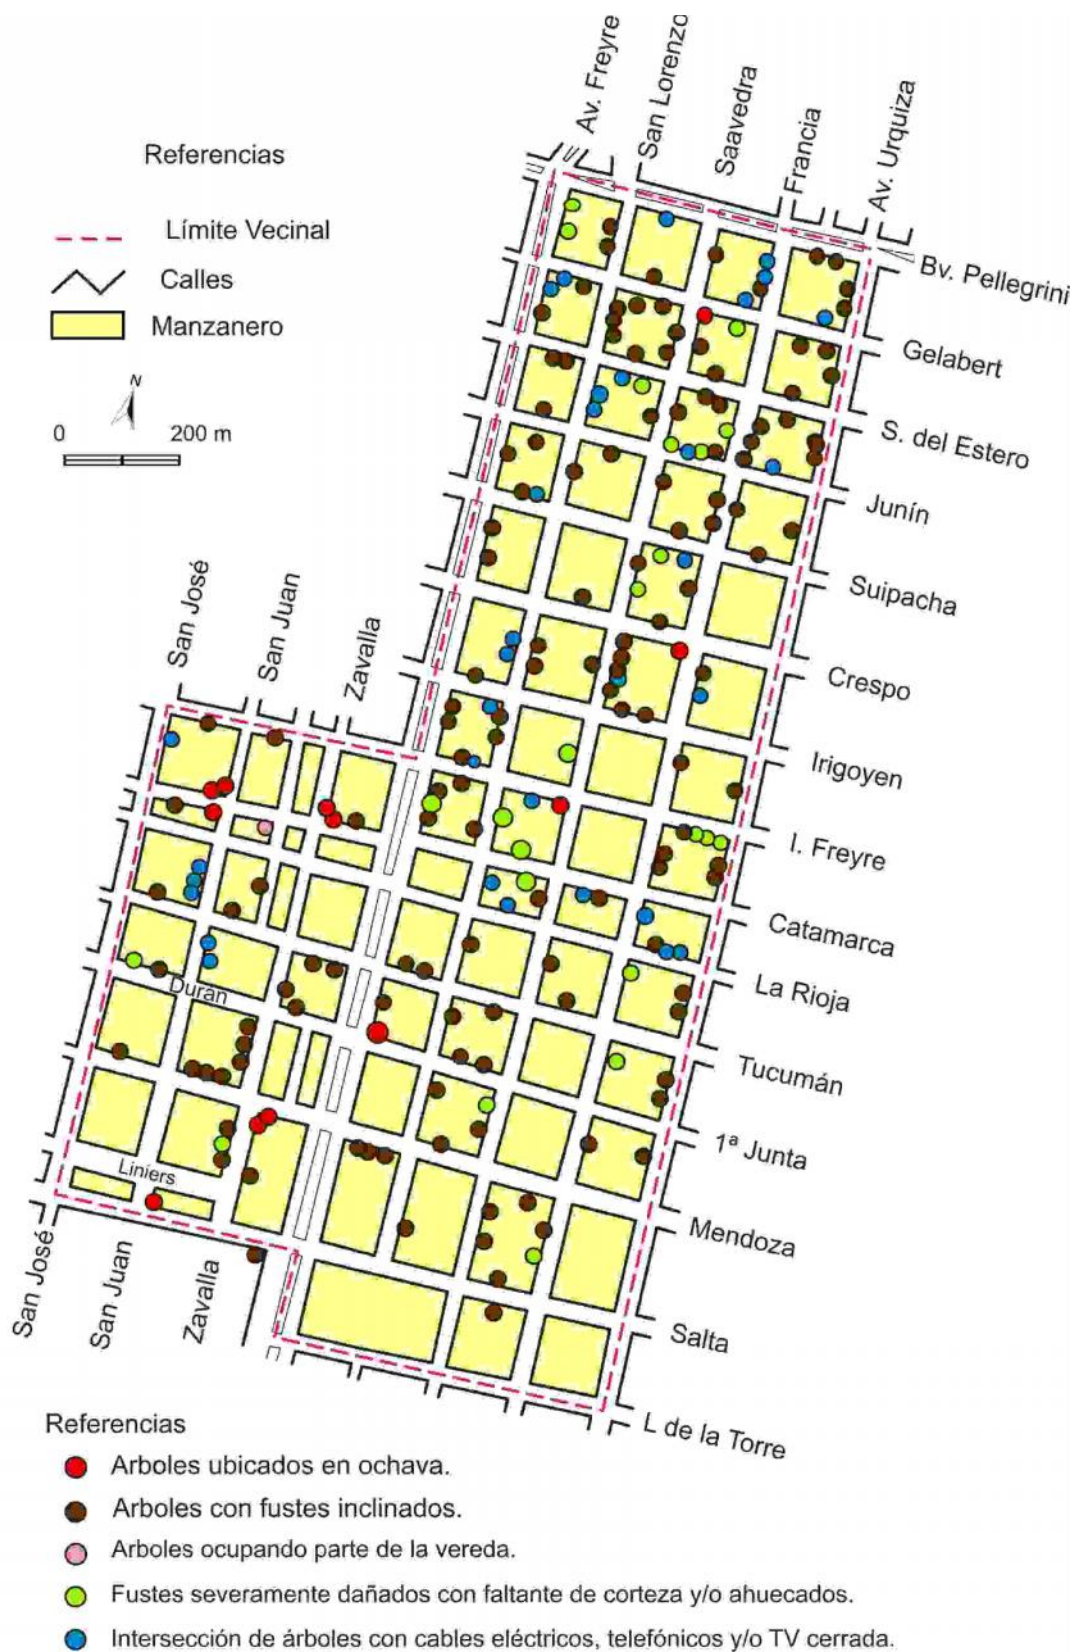 Av. Freyre
San Lorenzo
Saavedra
Francia
Av. Urquiza
Referencias
Límite Vecinal
Calles
Manzanero
N
0 200 m
Bv. Pellegrini
Gelabert
S. del Estero
Junín
Suipacha
Crespo
Irigoyen
I. Freyre
Catamarca
La Rioja
Tucumán
1ª Junta
Mendoza
Salta
L de la Torre
San José
San Juan
Zavalla
Durán
Liniers
San José
San Juan
Zavalla
Referencias
Arboles ubicados en ochava.
Arboles con fustes inclinados.
Arboles ocupando parte de la vereda.
Fustes severamente dañados con faltante de corteza y/o ahuecados.
Intersección de árboles con cables eléctricos, telefónicos y/o TV cerrada.